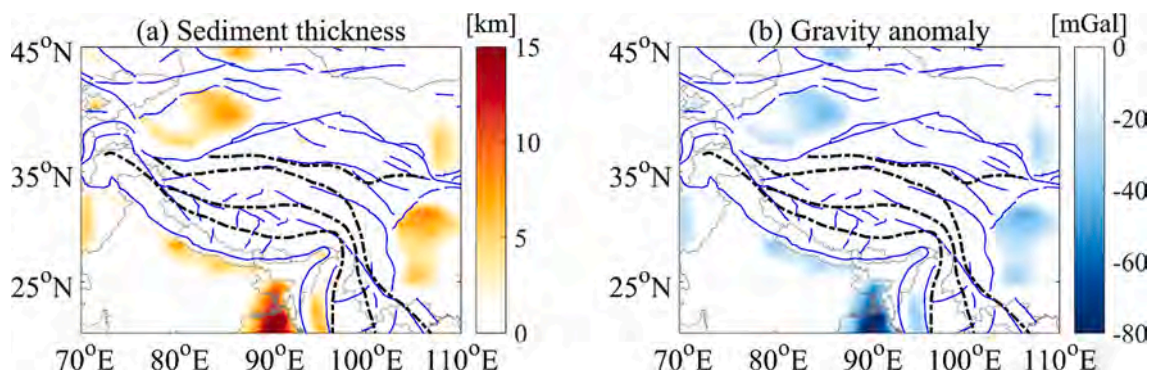 (a) Sediment thickness [km]
45°N
35°N
25°N
70°E 80°E 90°E 100°E 110°E
15
10
5
0
(b) Gravity anomaly [mGal]
45°N
35°N
25°N
70°E 80°E 90°E 100°E 110°E
0
-20
-40
-60
-80